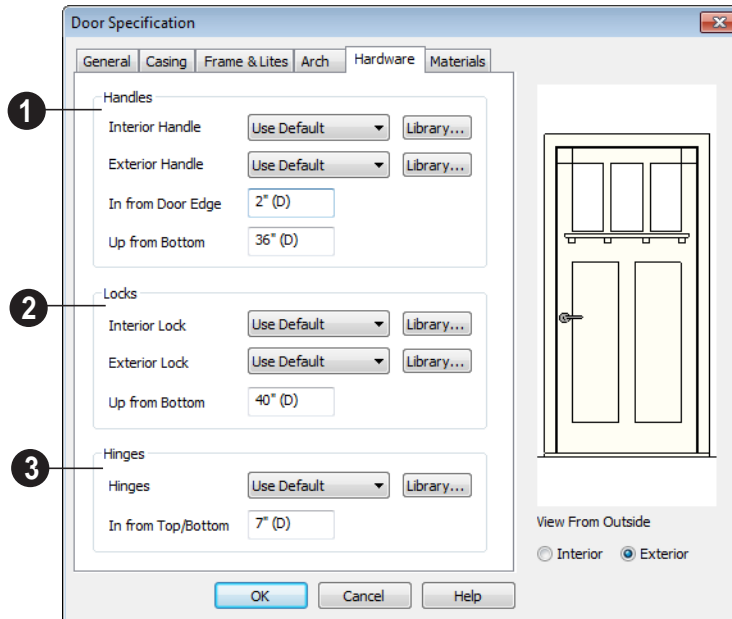 Door Specification
General Casing Frame & Lites Arch Hardware Materials
1
Handles
Interior Handle Use Default Library...
Exterior Handle Use Default Library...
In from Door Edge 2" (D)
Up from Bottom 36" (D)
2
Locks
Interior Lock Use Default Library...
Exterior Lock Use Default Library...
Up from Bottom 40" (D)
3
Hinges
Hinges Use Default Library...
In from Top/Bottom 7" (D)
View From Outside
Interior Exterior
OK Cancel Help